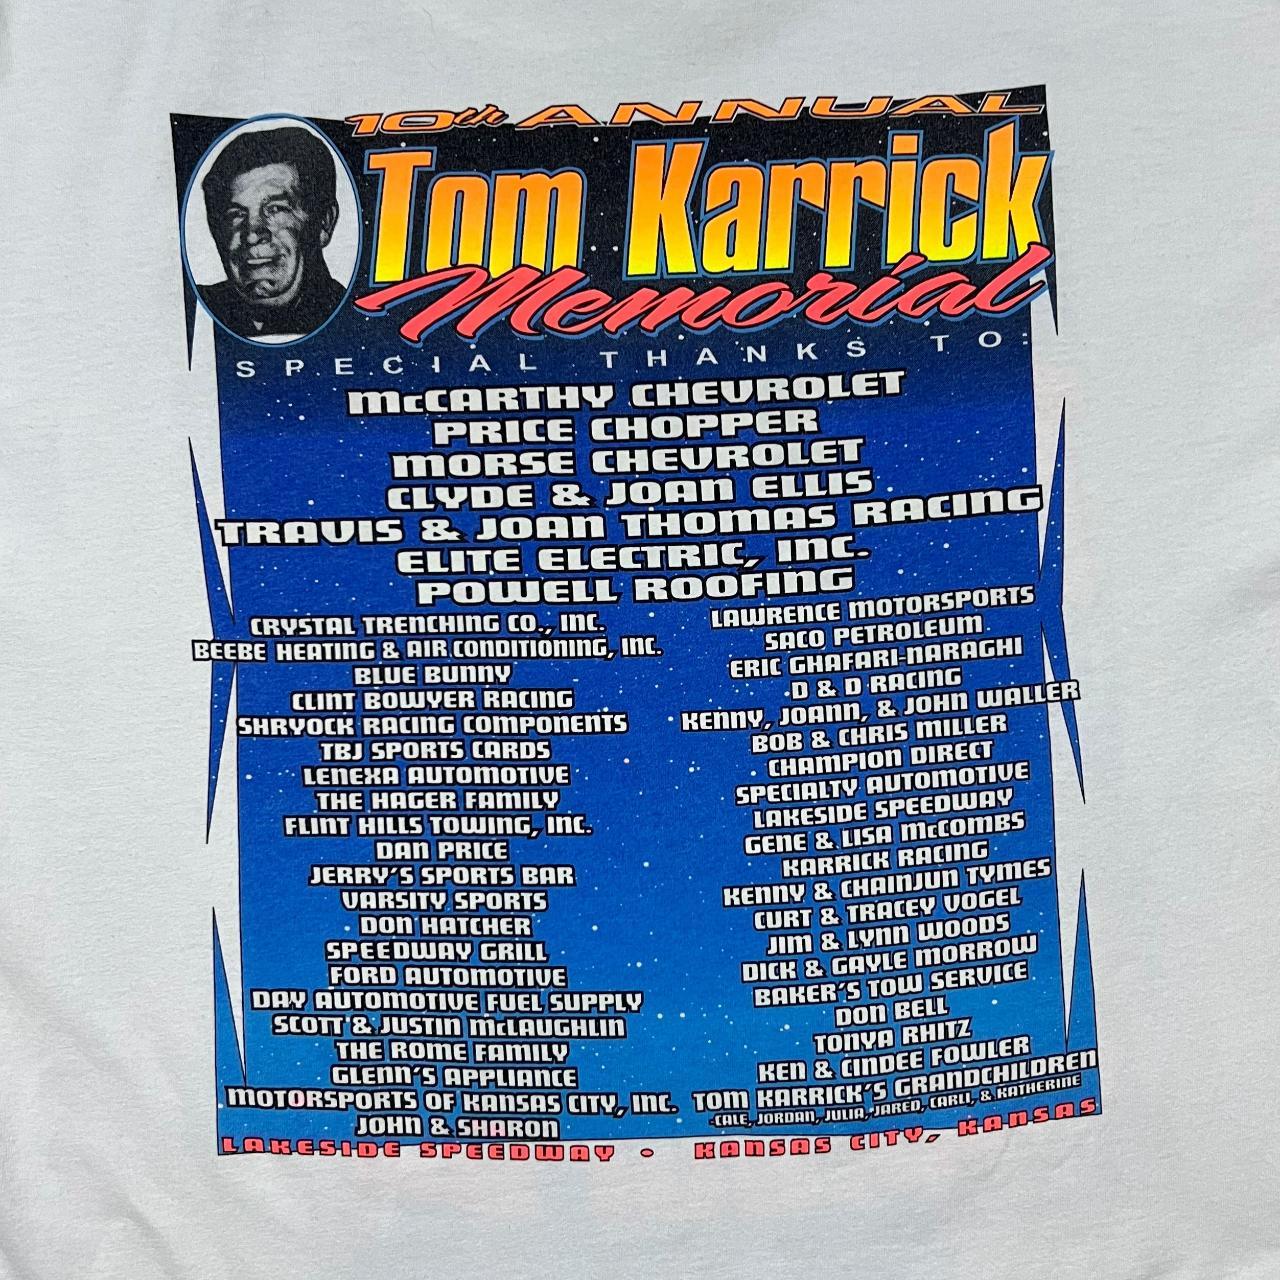 10th ANNUAL
Tom Karrick
Memorial
SPECIAL THANKS TO:
McCARTHY CHEVROLET
PRICE CHOPPER
MORSE CHEVROLET
CLYDE & JOAN ELLIS
TRAVIS & JOAN THOMAS RACING
ELITE ELECTRIC, INC.
POWELL ROOFING
CRYSTAL TRENCHING CO., INC.
BEEBE HEATING & AIR CONDITIONING, INC.
BLUE BUNNY
CLINT BOWYER RACING
SHRYOCK RACING COMPONENTS
TBJ SPORTS CARDS
LENEXA AUTOMOTIVE
THE HAGER FAMILY
FLINT HILLS TOWING, INC.
DAN PRICE
JERRY'S SPORTS BAR
VARSITY SPORTS
DON HATCHER
SPEEDWAY GRILL
FORD AUTOMOTIVE
DAY AUTOMOTIVE FUEL SUPPLY
SCOTT & JUSTIN McLAUGHLIN
THE ROME FAMILY
GLENN'S APPLIANCE
MOTORSPORTS OF KANSAS CITY, INC.
JOHN & SHARON
LAWRENCE MOTORSPORTS
SACO PETROLEUM
ERIC GHAFARI-NARAGHI
D & D RACING
KENNY, JOANN, & JOHN WALLER
BOB & CHRIS MILLER
CHAMPION DIRECT
SPECIALTY AUTOMOTIVE
LAKESIDE SPEEDWAY
GENE & LISA McCOMBS
KARRICK RACING
KENNY & CHAINJUN TYMES
CURT & TRACEY VOGEL
JIM & LYNN WOODS
DICK & GAYLE MORROW
BAKER'S TOW SERVICE
DON BELL
TONYA RHITZ
KEN & CINDEE FOWLER
TOM KARRICK'S GRANDCHILDREN
CALE, JORDAN, JULIA, JARED, CARLI, & KATHERINE
LAKESIDE SPEEDWAY • KANSAS CITY, KANSAS